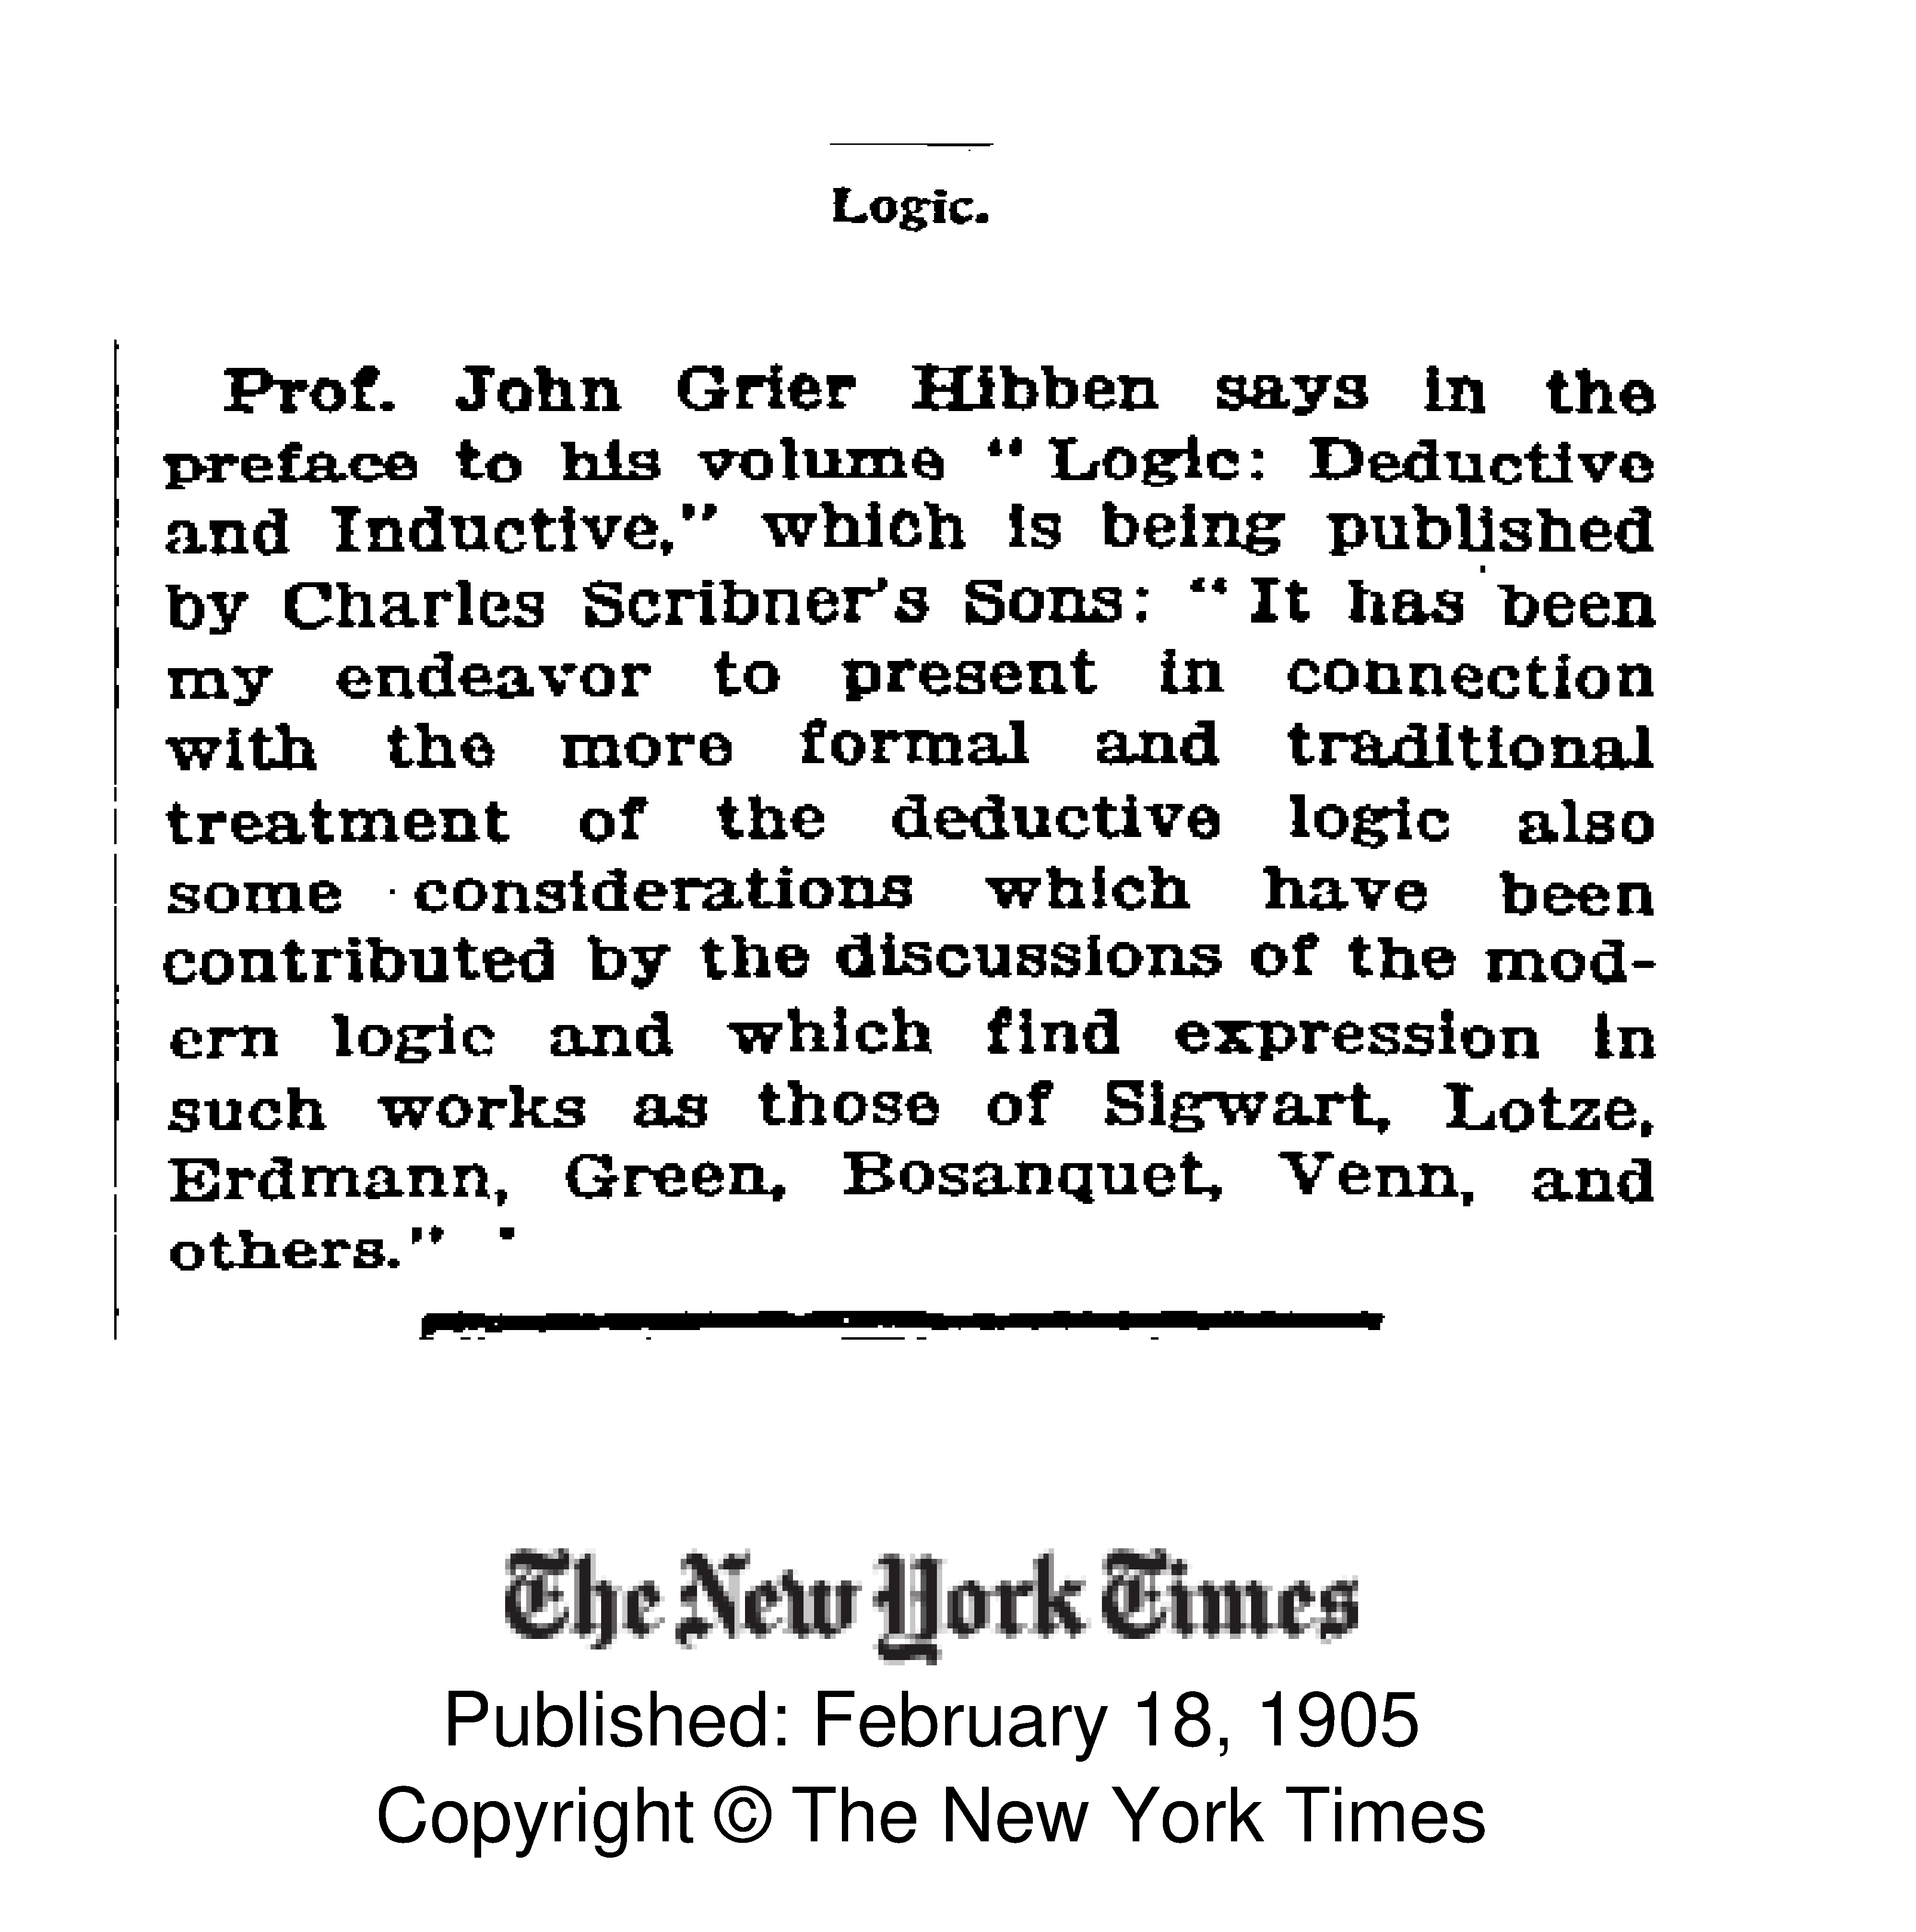 Logic.
Prof. John Grier Hibben says in the
preface to his volume " Logic: Deductive
and Inductive," which is being published
by Charles Scribner's Sons: " It has been
my endeavor to present in connection
with the more formal and traditional
treatment of the deductive logic also
some considerations which have been
contributed by the discussions of the mod-
ern logic and which find expression in
such works as those of Sigwart, Lotze,
Erdmann, Green, Bosanquet, Venn, and
others."
The New York Times
Published: February 18, 1905
Copyright © The New York Times